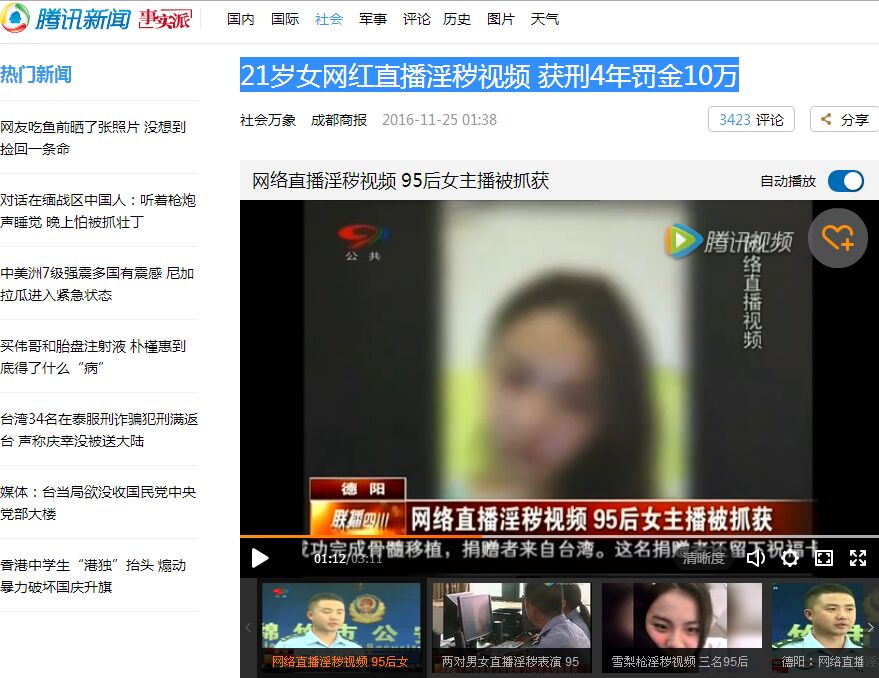 腾讯新闻 事实派
国内 国际 社会 军事 评论 历史 图片 天气
热门新闻
网友吃鱼前晒了张照片 没想到
捡回一条命
对话在缅战区中国人：听着枪炮
声睡觉 晚上怕被抓壮丁
中美洲7级强震多国有震感 尼加
拉瓜进入紧急状态
买伟哥和胎盘注射液 朴槿惠到
底得了什么“病”
台湾34名在泰服刑诈骗犯刑满返
台 声称庆幸没被送大陆
媒体：台当局欲没收国民党中央
党部大楼
香港中学生“港独”抬头 煽动
暴力破坏国庆升旗
21岁女网红直播淫秽视频 获刑4年罚金10万
社会万象 成都商报 2016-11-25 01:38
3423 评论
分享
网络直播淫秽视频 95后女主播被抓获
自动播放
公共
腾讯视频
网络直播视频
德阳
联播四川
网络直播淫秽视频 95后女主播被抓获
成功完成骨髓移植，捐赠者来自台湾。这名捐赠者还留下祝福卡
01:12/03:11
清晰度
绵竹市公
网络直播淫秽视频 95后女
两对男女直播淫秽表演 95
雪梨枪淫秽视频 三名95后
德阳：网络直播